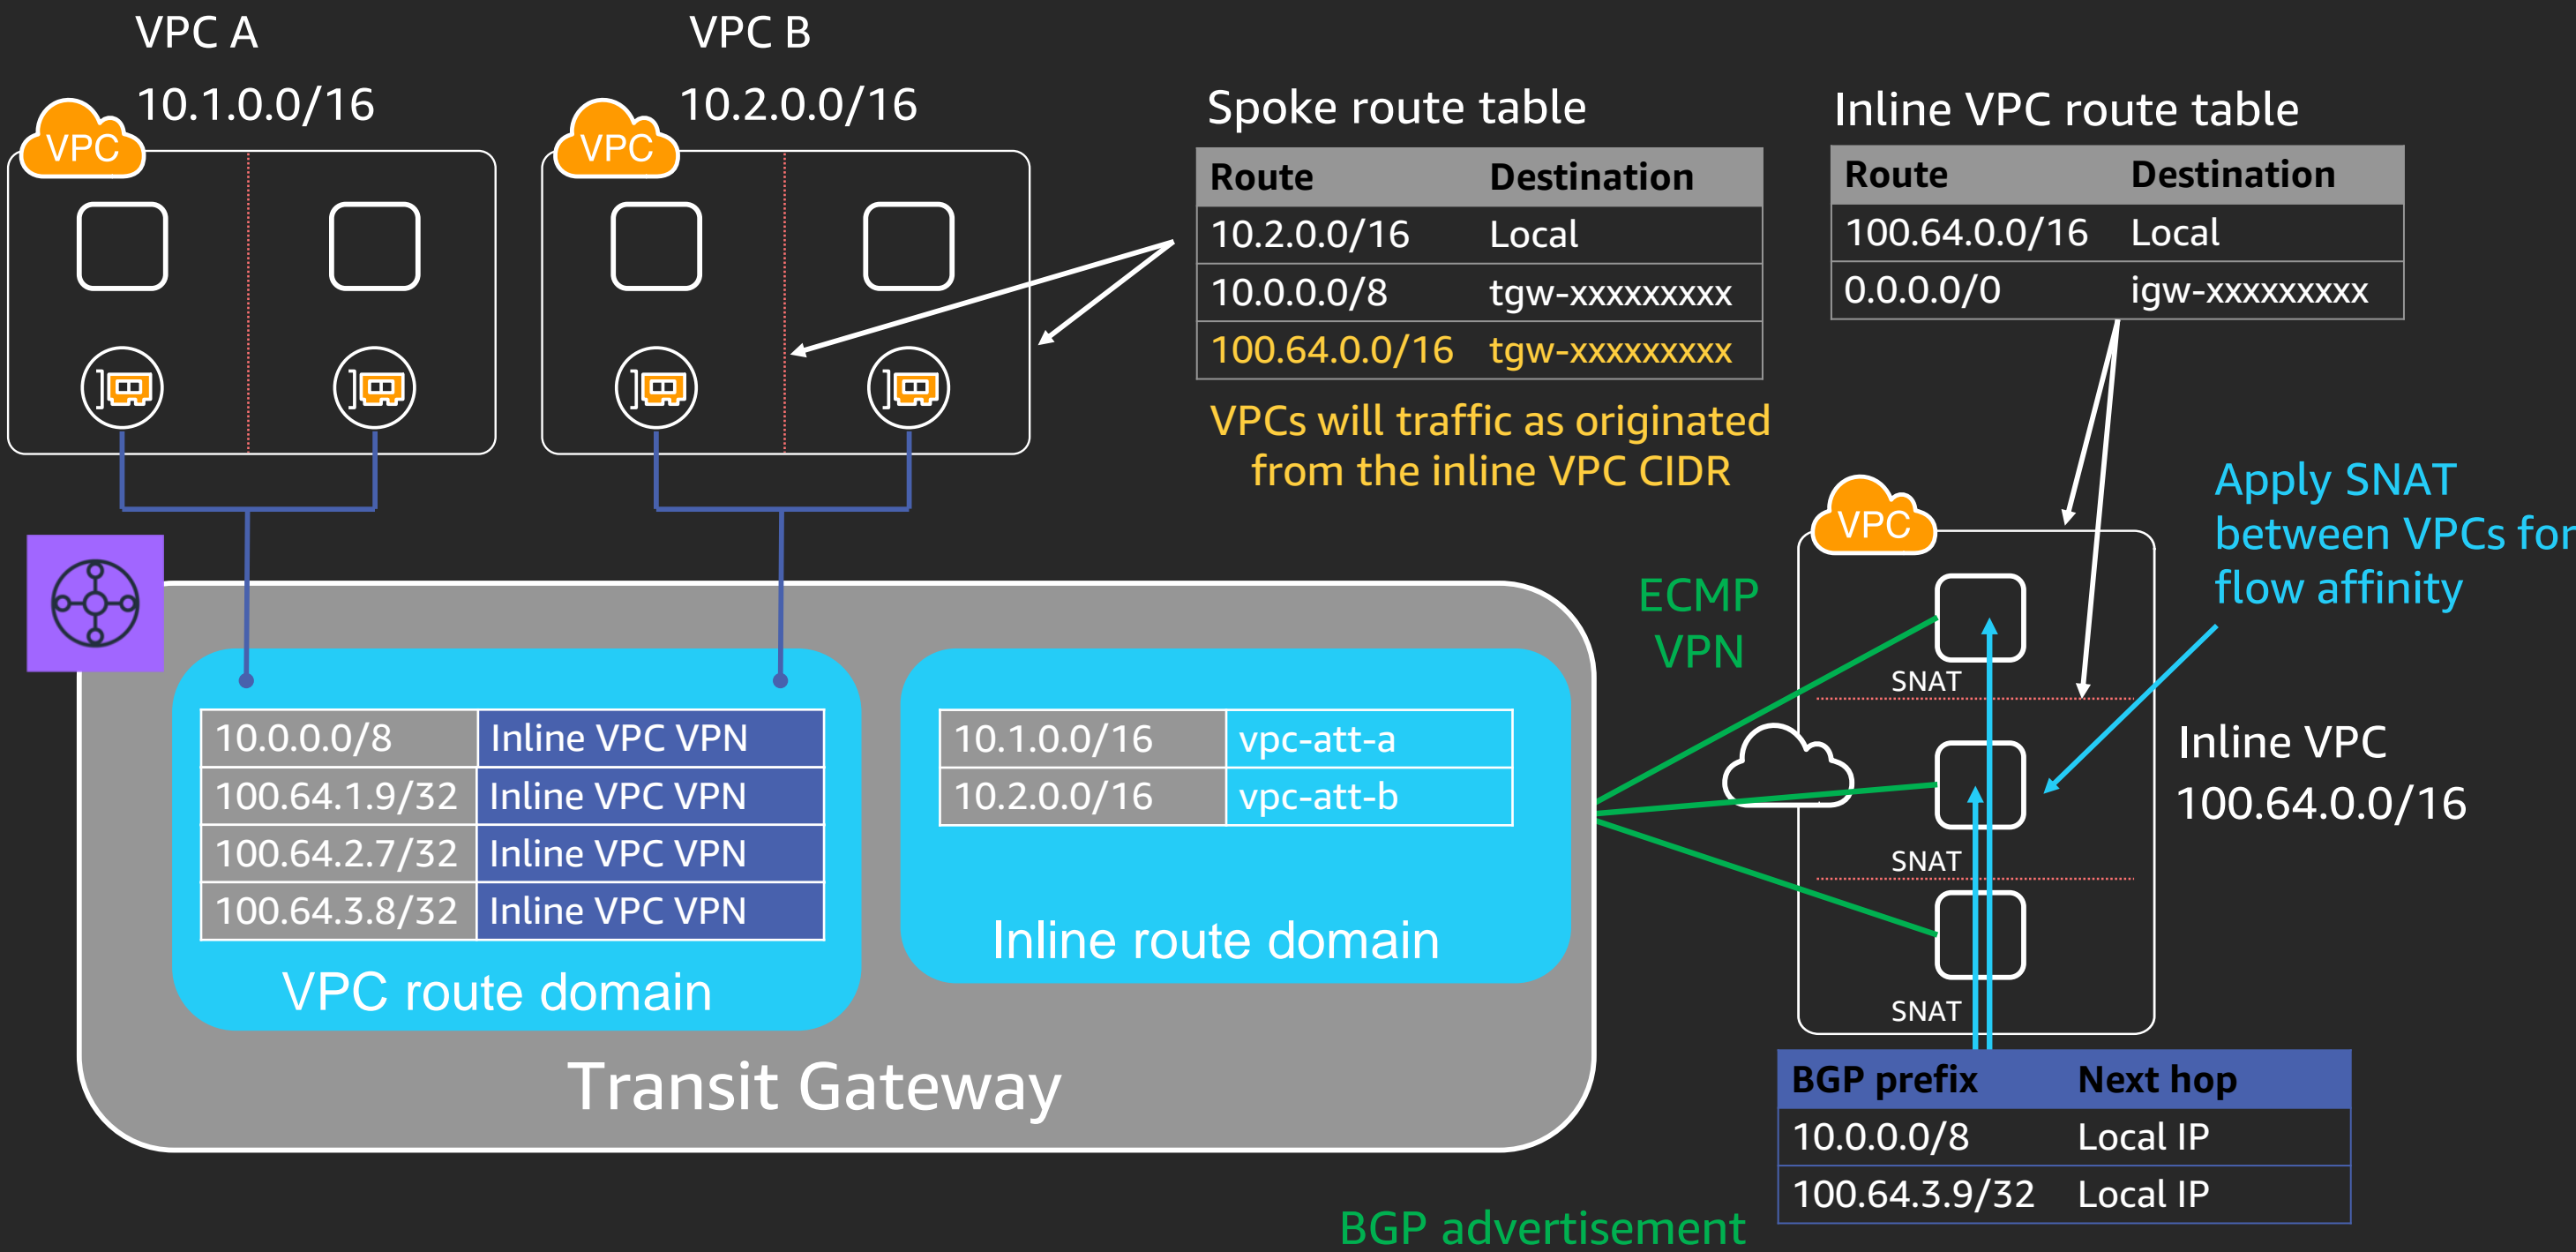 VPC A
10.1.0.0/16
VPC
VPC B
10.2.0.0/16
VPC
Spoke route table
Route Destination
10.2.0.0/16 Local
10.0.0.0/8 tgw-xxxxxxxxx
100.64.0.0/16 tgw-xxxxxxxxx
VPCs will traffic as originated
from the inline VPC CIDR
Inline VPC route table
Route Destination
100.64.0.0/16 Local
0.0.0.0/0 igw-xxxxxxxxx
Apply SNAT
between VPCs for
flow affinity
VPC
ECMP
VPN
SNAT
SNAT
SNAT
Inline VPC
100.64.0.0/16
10.0.0.0/8 Inline VPC VPN
100.64.1.9/32 Inline VPC VPN
100.64.2.7/32 Inline VPC VPN
100.64.3.8/32 Inline VPC VPN
VPC route domain
10.1.0.0/16 vpc-att-a
10.2.0.0/16 vpc-att-b
Inline route domain
Transit Gateway
BGP prefix Next hop
10.0.0.0/8 Local IP
100.64.3.9/32 Local IP
BGP advertisement